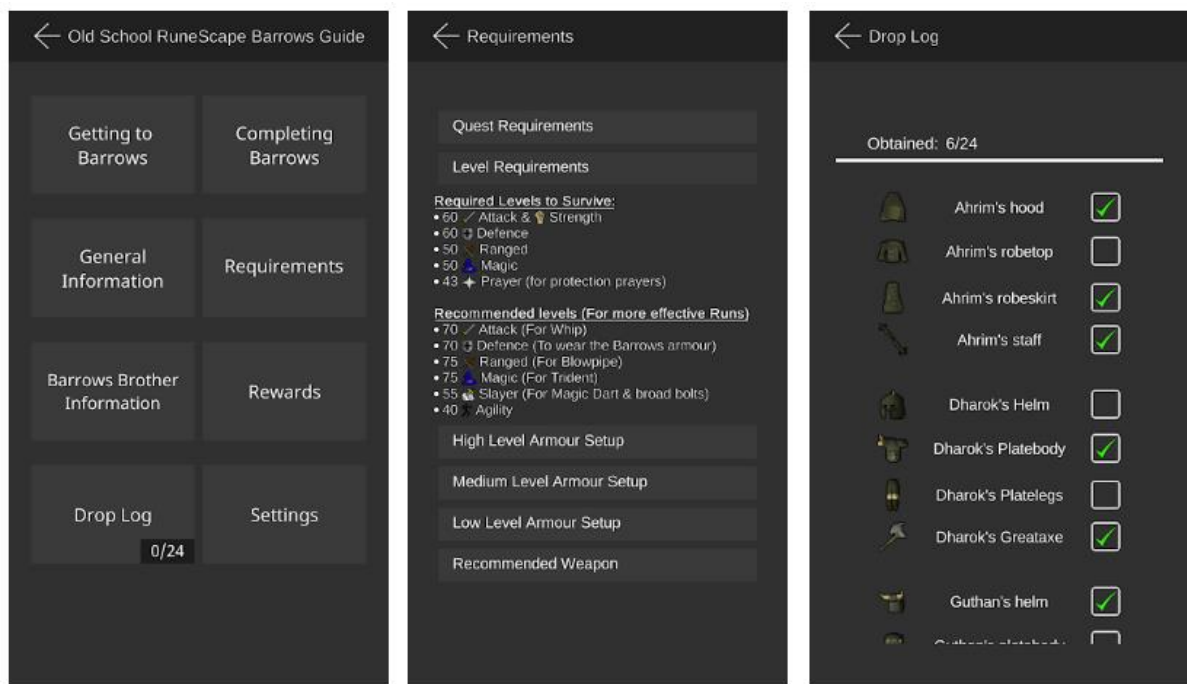 Old School RuneScape Barrows Guide
Getting to
Barrows
Completing
Barrows
General
Information
Requirements
Barrows Brother
Information
Rewards
Drop Log
0/24
Settings
Requirements
Quest Requirements
Level Requirements
Required Levels to Survive:
• 60 Attack & Strength
• 60 Defence
• 50 Ranged
• 50 Magic
• 43 Prayer (for protection prayers)
Recommended levels (For more effective Runs)
• 70 Attack (For Whip)
• 70 Defence (To wear the Barrows armour)
• 75 Ranged (For Blowpipe)
• 75 Magic (For Trident)
• 55 Slayer (For Magic Dart & broad bolts)
• 40 Agility
High Level Armour Setup
Medium Level Armour Setup
Low Level Armour Setup
Recommended Weapon
Drop Log
Obtained: 6/24
Ahrim's hood
Ahrim's robetop
Ahrim's robeskirt
Ahrim's staff
Dharok's Helm
Dharok's Platebody
Dharok's Platelegs
Dharok's Greataxe
Guthan's helm
Guthan's platebody